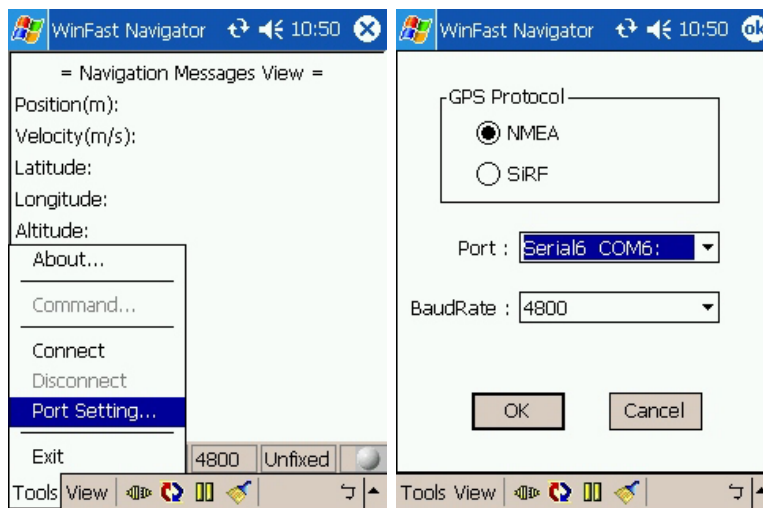 WinFast Navigator 10:50
= Navigation Messages View =
Position(m):
Velocity(m/s):
Latitude:
Longitude:
Altitude:
About...
Command...
Connect
Disconnect
Port Setting...
Exit
4800 Unfixed
Tools View
WinFast Navigator 10:50 ok
GPS Protocol
NMEA
SiRF
Port : Serial6 COM6:
BaudRate : 4800
OK Cancel
Tools View